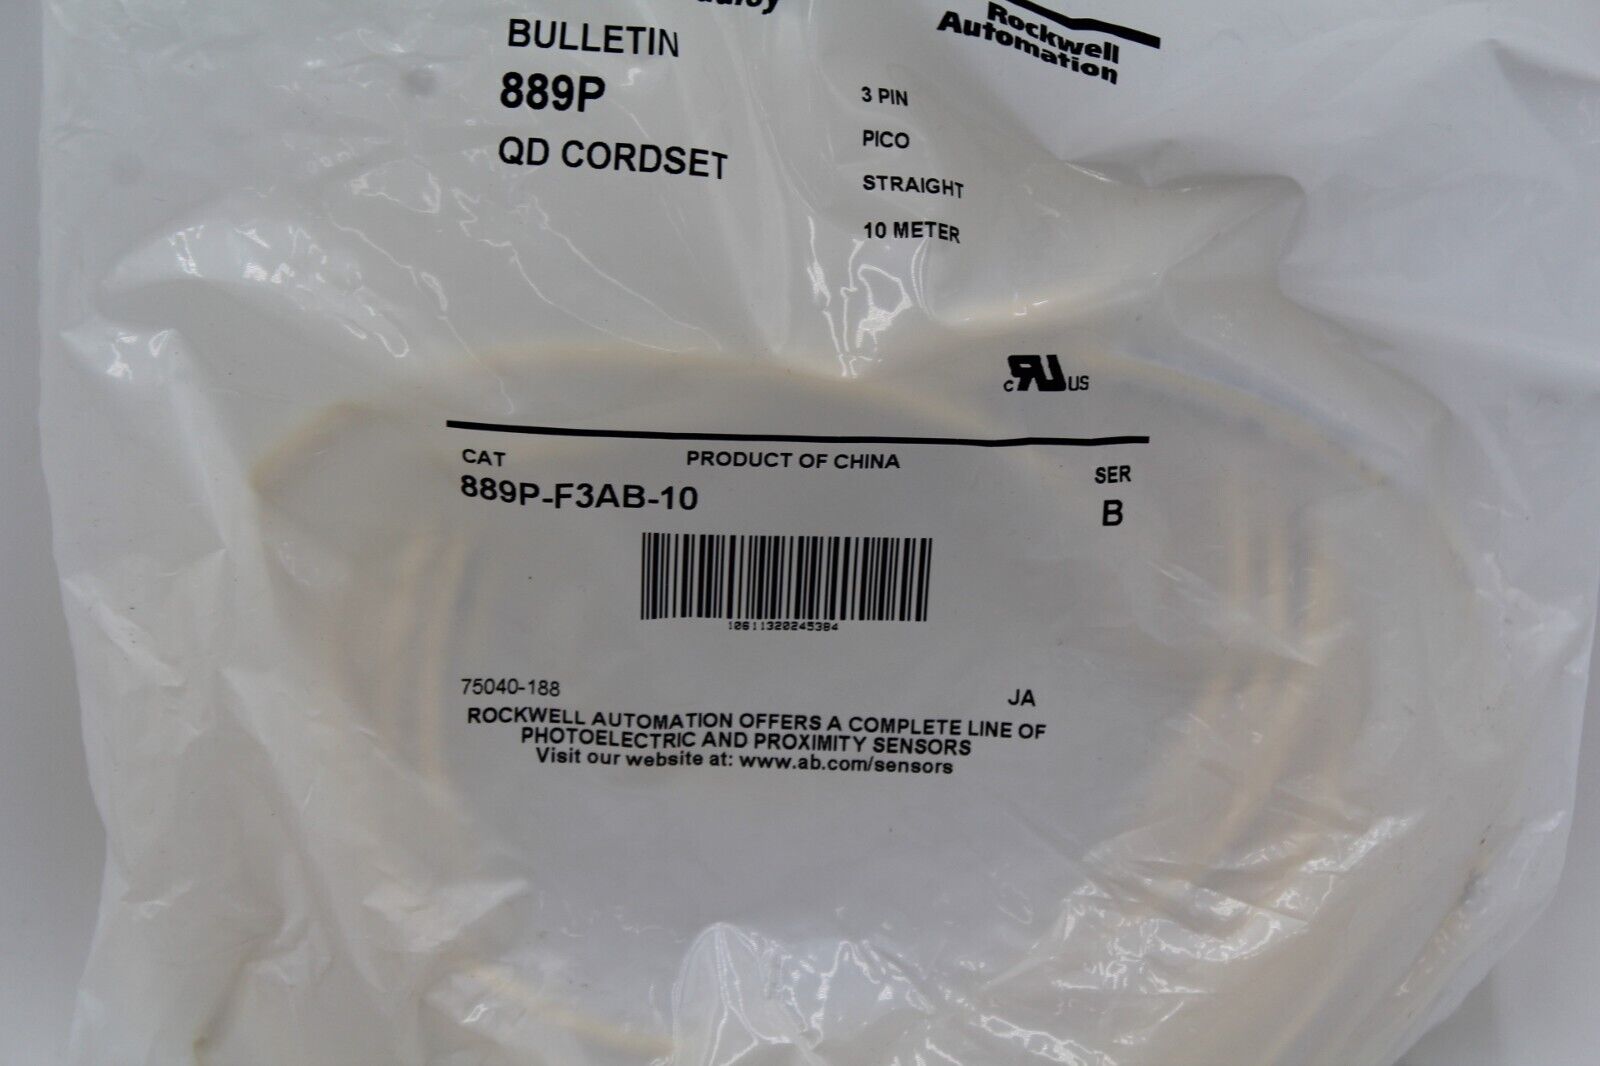 BULLETIN
889P
QD CORDSET
Rockwell
Automation
3 PIN
PICO
STRAIGHT
10 METER
c RU US
CAT
PRODUCT OF CHINA
SER
889P-F3AB-10
B
10611320245384
75040-188
JA
ROCKWELL AUTOMATION OFFERS A COMPLETE LINE OF
PHOTOELECTRIC AND PROXIMITY SENSORS
Visit our website at: www.ab.com/sensors